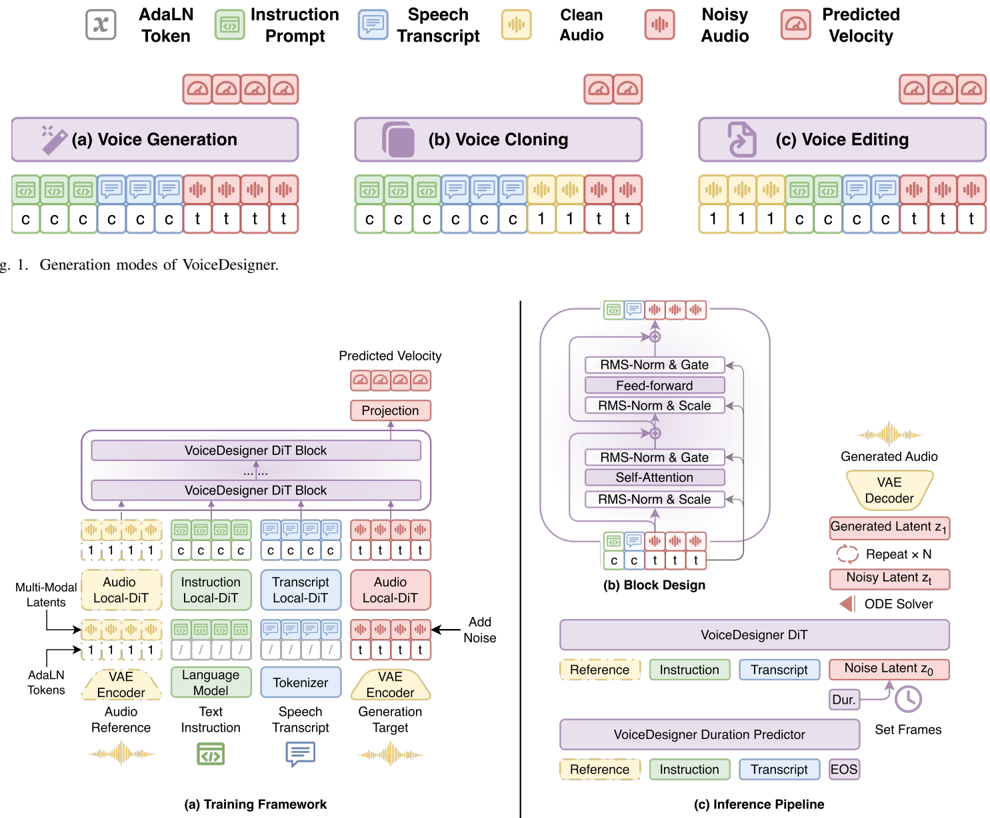 x
AdaLN
Token
Instruction
Prompt
Speech
Transcript
Clean
Audio
Noisy
Audio
Predicted
Velocity
(a) Voice Generation
c c c c c c t t t t
(b) Voice Cloning
c c c c c c 1 1 t t
(c) Voice Editing
1 1 1 c c c c t t t
g. 1. Generation modes of VoiceDesigner.
Predicted Velocity
Projection
VoiceDesigner DiT Block
... ...
VoiceDesigner DiT Block
1 1 1 1
c c c c
c c c c
t t t t
Audio
Local-DiT
Instruction
Local-DiT
Transcript
Local-DiT
Audio
Local-DiT
Multi-Modal
Latents
Add
Noise
1 1 1 1
/ / / /
/ / / /
t t t t
AdaLN
Tokens
VAE
Encoder
Language
Model
Tokenizer
VAE
Encoder
Audio
Reference
Text
Instruction
Speech
Transcript
Generation
Target
(a) Training Framework
RMS-Norm & Gate
Feed-forward
RMS-Norm & Scale
RMS-Norm & Gate
Self-Attention
RMS-Norm & Scale
c c t t t
(b) Block Design
Generated Audio
VAE
Decoder
Generated Latent z1
Repeat × N
Noisy Latent zt
ODE Solver
VoiceDesigner DiT
Reference
Instruction
Transcript
Noise Latent z0
Dur.
Set Frames
VoiceDesigner Duration Predictor
Reference
Instruction
Transcript
EOS
(c) Inference Pipeline